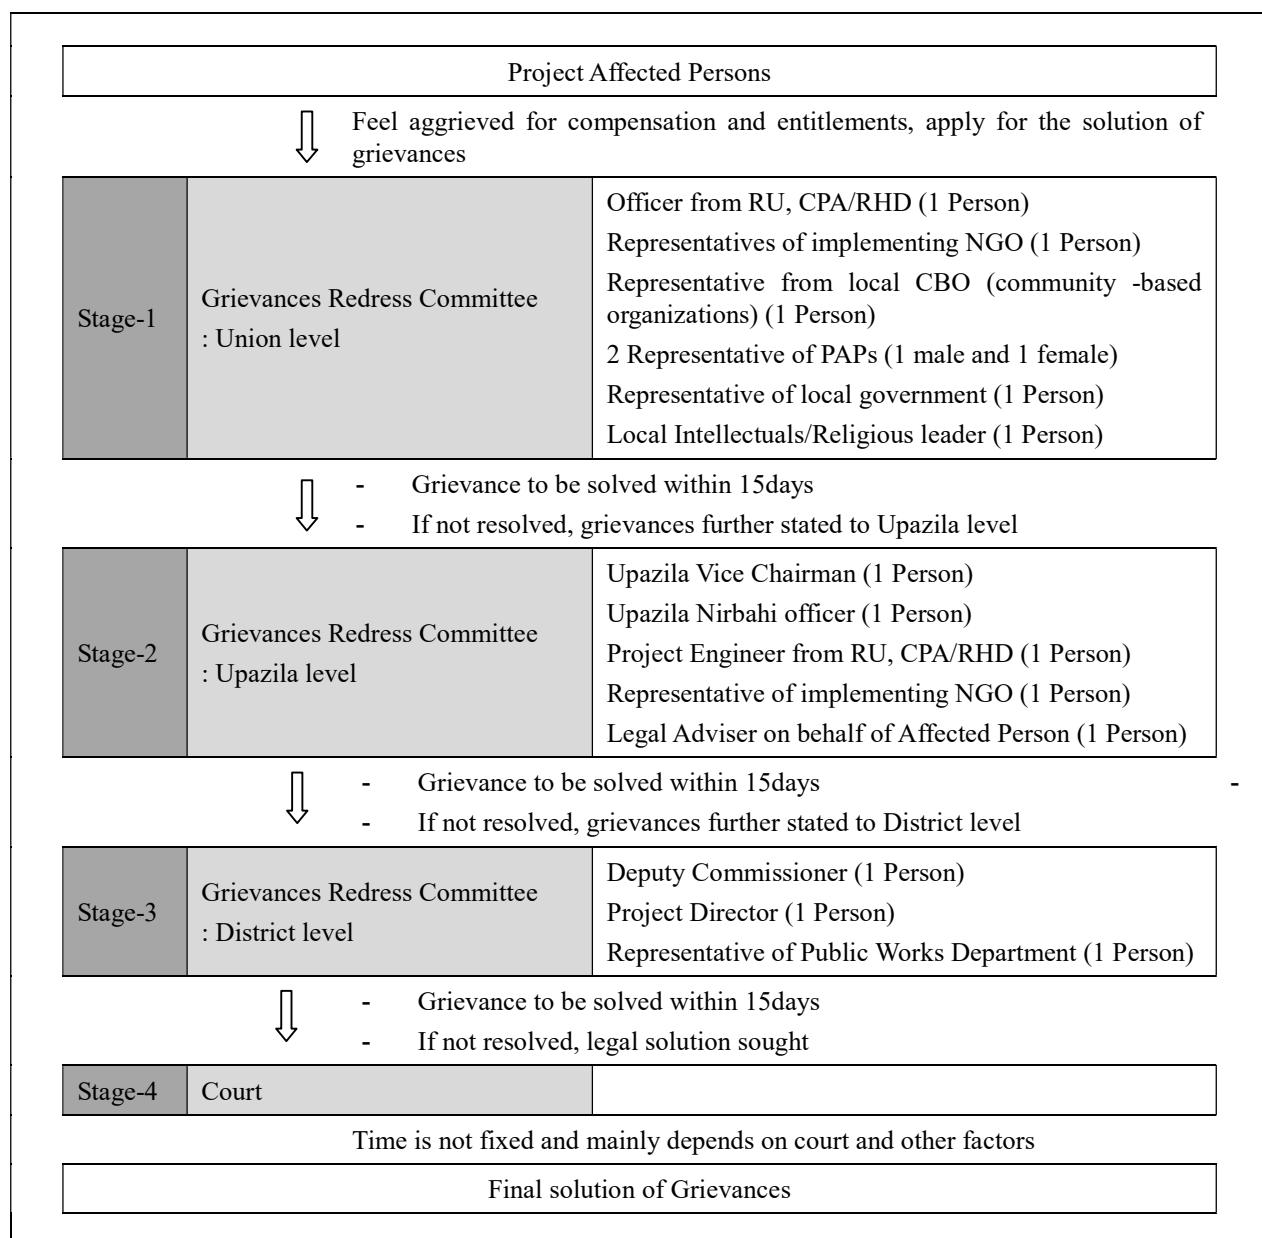 Project Affected Persons
Feel aggrieved for compensation and entitlements, apply for the solution of
grievances
Stage-1
Grievances Redress Committee
: Union level
Officer from RU, CPA/RHD (1 Person)
Representatives of implementing NGO (1 Person)
Representative from local CBO (community -based
organizations) (1 Person)
2 Representative of PAPs (1 male and 1 female)
Representative of local government (1 Person)
Local Intellectuals/Religious leader (1 Person)
- Grievance to be solved within 15days
- If not resolved, grievances further stated to Upazila level
Stage-2
Grievances Redress Committee
: Upazila level
Upazila Vice Chairman (1 Person)
Upazila Nirbahi officer (1 Person)
Project Engineer from RU, CPA/RHD (1 Person)
Representative of implementing NGO (1 Person)
Legal Adviser on behalf of Affected Person (1 Person)
- Grievance to be solved within 15days -
- If not resolved, grievances further stated to District level
Stage-3
Grievances Redress Committee
: District level
Deputy Commissioner (1 Person)
Project Director (1 Person)
Representative of Public Works Department (1 Person)
- Grievance to be solved within 15days
- If not resolved, legal solution sought
Stage-4
Court
Time is not fixed and mainly depends on court and other factors
Final solution of Grievances